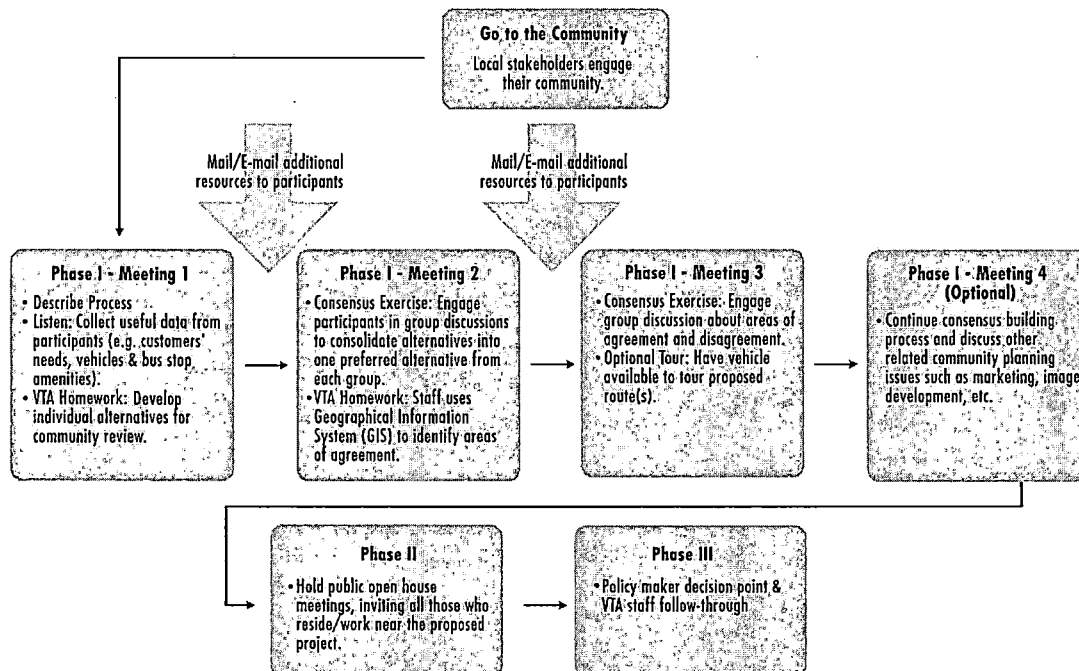 Go to the Community
Local stakeholders engage
their community.
Mail/E-mail additional
resources to participants
Mail/E-mail additional
resources to participants
Phase I - Meeting 1
• Describe Process
• Listen: Collect useful data from
participants (e.g. customers'
needs, vehicles & bus stop
amenities).
• VTA Homework: Develop
individual alternatives for
community review.
Phase I - Meeting 2
• Consensus Exercise: Engage
participants in group discussions
to consolidate alternatives into
one preferred alternative from
each group.
• VTA Homework: Staff uses
Geographical Information
System (GIS) to identify areas
of agreement.
Phase I - Meeting 3
• Consensus Exercise: Engage
group discussion about areas of
agreement and disagreement.
• Optional Tour: Have vehicle
available to tour proposed
route(s).
Phase I - Meeting 4
(Optional)
• Continue consensus building
process and discuss other
related community planning
issues such as marketing, image
development, etc.
Phase II
• Hold public open house
meetings, inviting all those who
reside/work near the proposed
project.
Phase III
• Policy maker decision point &
VTA staff follow-through